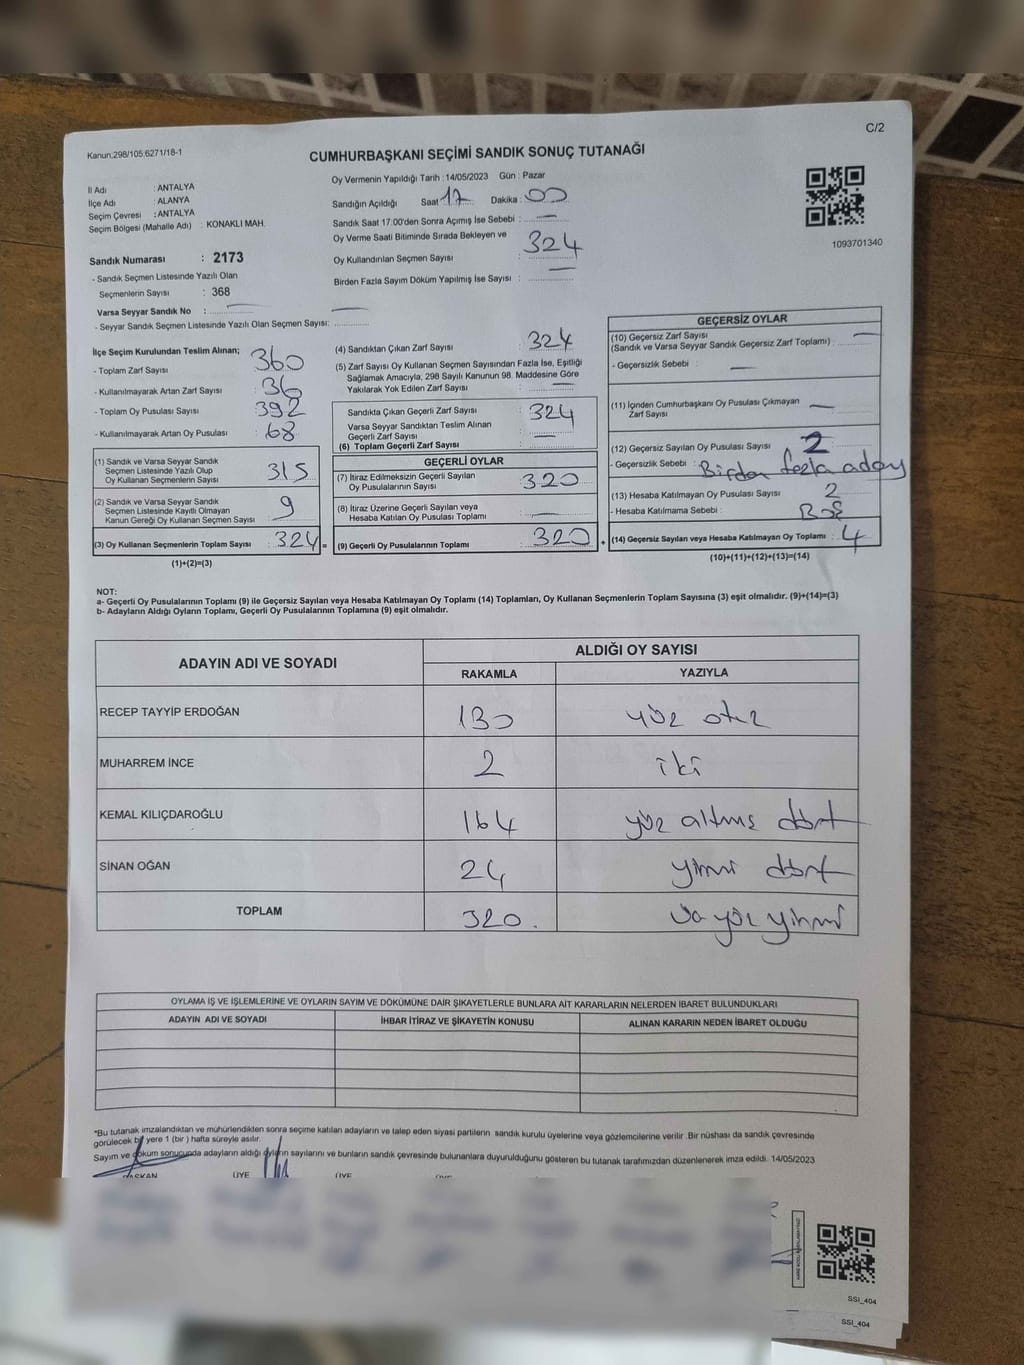 C/2
Kanun.298/105;6271/18-1
CUMHURBAŞKANI SEÇİMİ SANDIK SONUÇ TUTANAĞI
İl Adı : ANTALYA
İlçe Adı : ALANYA
Seçim Çevresi : ANTALYA
Seçim Bölgesi (Mahalle Adı) : KONAKLI MAH.
Sandık Numarası : 2173
- Sandık Seçmen Listesinde Yazılı Olan
Seçmenlerin Sayısı : 368
Varsa Seyyar Sandık No : —
- Seyyar Sandık Seçmen Listesinde Yazılı Olan Seçmen Sayısı: —
Oy Vermenin Yapıldığı Tarih : 14/05/2023 Gün : Pazar
Sandığın Açıldığı Saat 17 Dakika : 00
Sandık Saat 17:00'den Sonra Açımış İse Sebebi : —
Oy Verme Saati Bitiminde Sırada Bekleyen ve
Oy Kullandırılan Seçmen Sayısı : 324
Birden Fazla Sayım Döküm Yapılmış İse Sayısı : —
1093701340
İlçe Seçim Kurulundan Teslim Alınan;
- Toplam Zarf Sayısı 360
- Kullanılmayarak Artan Zarf Sayısı 36
- Toplam Oy Pusulası Sayısı 392
- Kullanılmayarak Artan Oy Pusulası 68
(1) Sandık ve Varsa Seyyar Sandık
Seçmen Listesinde Yazılı Olup
Oy Kullanan Seçmenlerin Sayısı 315
(2) Sandık ve Varsa Seyyar Sandık
Seçmen Listesinde Kayıtlı Olmayan
Kanun Gereği Oy Kullanan Seçmen Sayısı 9
(3) Oy Kullanan Seçmenlerin Toplam Sayısı 324 =
(1)+(2)=(3)
(4) Sandıktan Çıkan Zarf Sayısı 324
(5) Zarf Sayısı Oy Kullanan Seçmen Sayısından Fazla İse, Eşitliği
Sağlamak Amacıyla, 298 Sayılı Kanunun 98. Maddesine Göre
Yakılarak Yok Edilen Zarf Sayısı —
Sandıkta Çıkan Geçerli Zarf Sayısı 324
Varsa Seyyar Sandıktan Teslim Alınan
Geçerli Zarf Sayısı —
(6) Toplam Geçerli Zarf Sayısı
GEÇERLİ OYLAR
(7) İtiraz Edilmeksizin Geçerli Sayılan
Oy Pusulalarının Sayısı 320
(8) İtiraz Üzerine Geçerli Sayılan veya
Hesaba Katılan Oy Pusulası Toplamı —
(9) Geçerli Oy Pusulalarının Toplamı 320 +
GEÇERSİZ OYLAR
(10) Geçersiz Zarf Sayısı
(Sandık ve Varsa Seyyar Sandık Geçersiz Zarf Toplamı) : —
- Geçersizlik Sebebi : —
(11) İçinden Cumhurbaşkanı Oy Pusulası Çıkmayan
Zarf Sayısı —
(12) Geçersiz Sayılan Oy Pusulası Sayısı : 2
- Geçersizlik Sebebi : Birden fazla aday
(13) Hesaba Katılmayan Oy Pusulası Sayısı : 2
- Hesaba Katılmama Sebebi : Boş
(14) Geçersiz Sayılan veya Hesaba Katılmayan Oy Toplamı : 4
(10)+(11)+(12)+(13)=(14)
NOT:
a- Geçerli Oy Pusulalarının Toplamı (9) ile Geçersiz Sayılan veya Hesaba Katılmayan Oy Toplamı (14) Toplamları, Oy Kullanan Seçmenlerin Toplam Sayısına (3) eşit olmalıdır. (9)+(14)=(3)
b- Adayların Aldığı Oyların Toplamı, Geçerli Oy Pusulalarının Toplamına (9) eşit olmalıdır.
ADAYIN ADI VE SOYADI
ALDIĞI OY SAYISI
RAKAMLA YAZIYLA
RECEP TAYYİP ERDOĞAN 130 yüz otuz
MUHARREM İNCE 2 iki
KEMAL KILIÇDAROĞLU 164 yüz altmış dört
SİNAN OĞAN 24 yirmi dört
TOPLAM 320. üç yüz yirmi
OYLAMA İŞ VE İŞLEMLERİNE VE OYLARIN SAYIM VE DÖKÜMÜNE DAİR ŞİKAYETLERLE BUNLARA AİT KARARLARIN NELERDEN İBARET BULUNDUKLARI
ADAYIN ADI VE SOYADI İHBAR İTİRAZ VE ŞİKAYETİN KONUSU ALINAN KARARIN NEDEN İBARET OLDUĞU
*Bu tutanak imzalandıktan ve mühürlendikten sonra seçime katılan adayların ve talep eden siyasi partilerin sandık kurulu üyelerine veya gözlemcilerine verilir .Bir nüshası da sandık çevresinde
görülecek bir yere 1 (bir ) hafta süreyle asılır.
Sayım ve döküm sonucunda adayların aldığı oyların sayılarını ve bunların sandık çevresinde bulunanlara duyurulduğunu gösteren bu tutanak tarafımızdan düzenlenerek imza edildi. 14/05/2023
BAŞKAN ÜYE ÜYE ÜYE
SSI_404
SSI_404